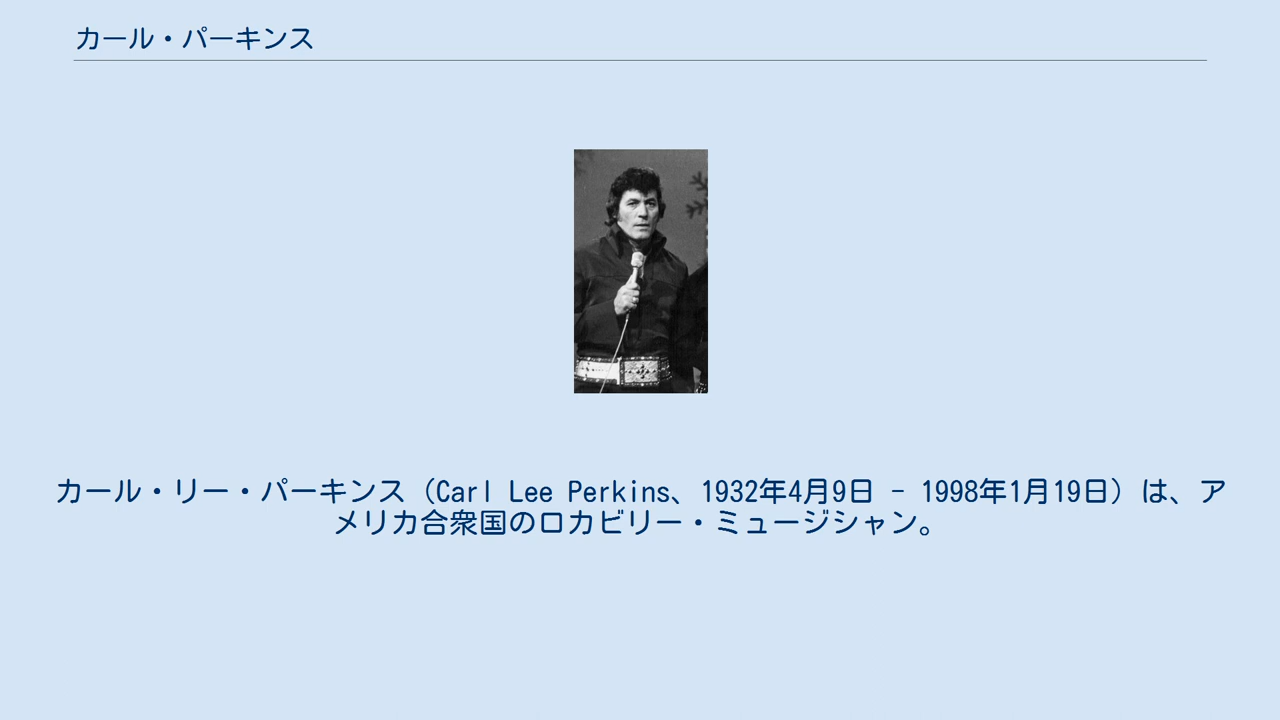 カール・パーキンス
カール・リー・パーキンス（Carl Lee Perkins、1932年4月9日 - 1998年1月19日）は、ア
メリカ合衆国のロカビリー・ミュージシャン。